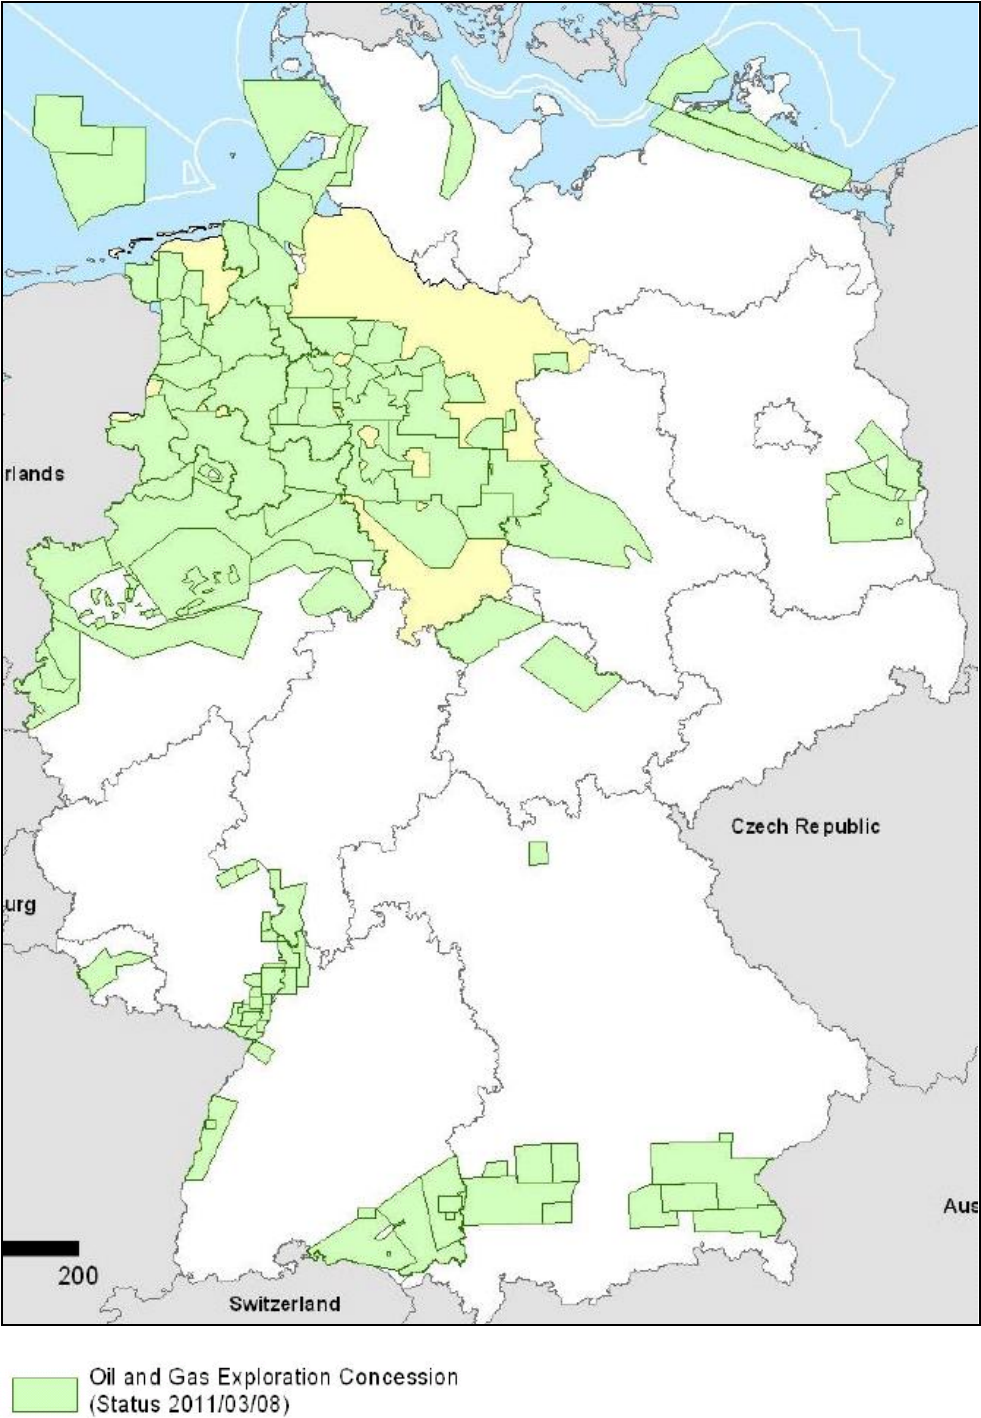 rlands
Czech Republic
urg
Aus
200
Switzerland
Oil and Gas Exploration Concession
(Status 2011/03/08)